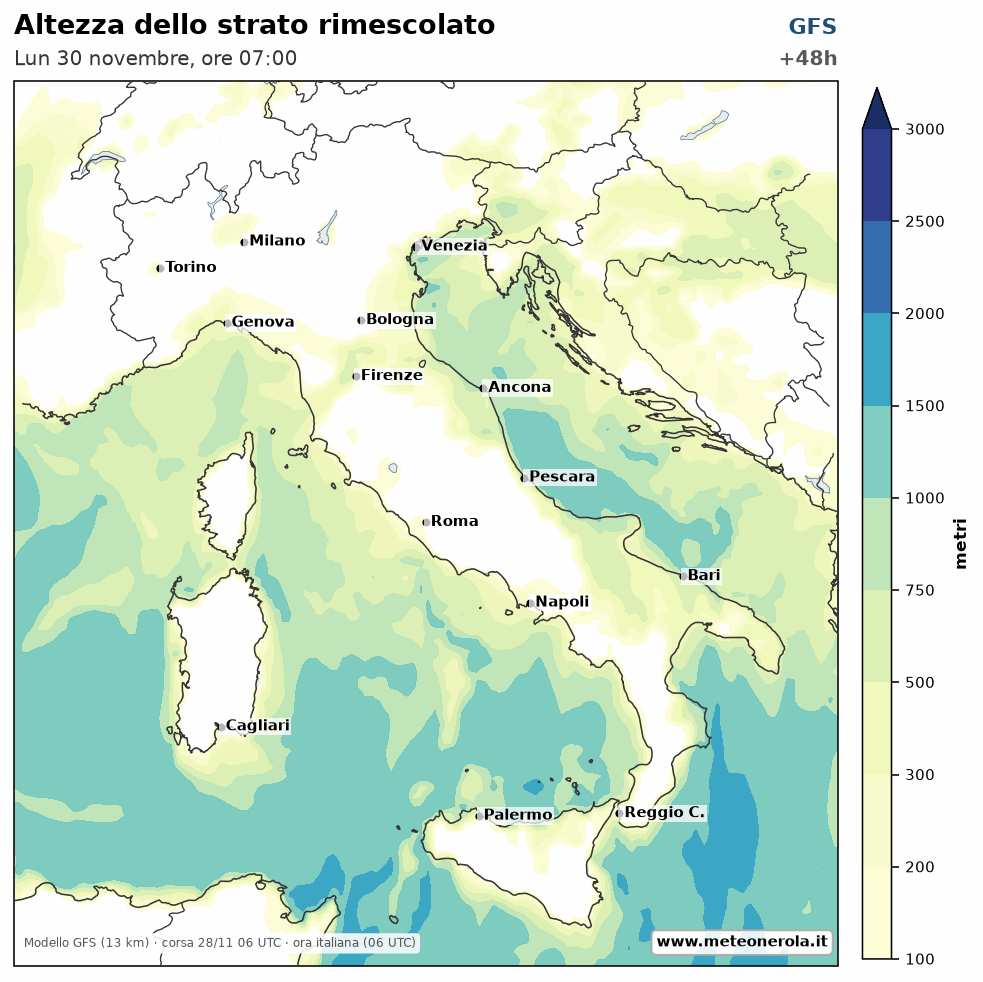 Altezza dello strato rimescolato
GFS
Lun 30 novembre, ore 07:00
+48h
3000
2500
2000
1500
1000
750
500
300
200
100
metri
Milano
Venezia
Torino
Genova
Bologna
Firenze
Ancona
Pescara
Roma
Bari
Napoli
Cagliari
Palermo
Reggio C.
Modello GFS (13 km) · corsa 28/11 06 UTC · ora italiana (06 UTC)
www.meteonerola.it